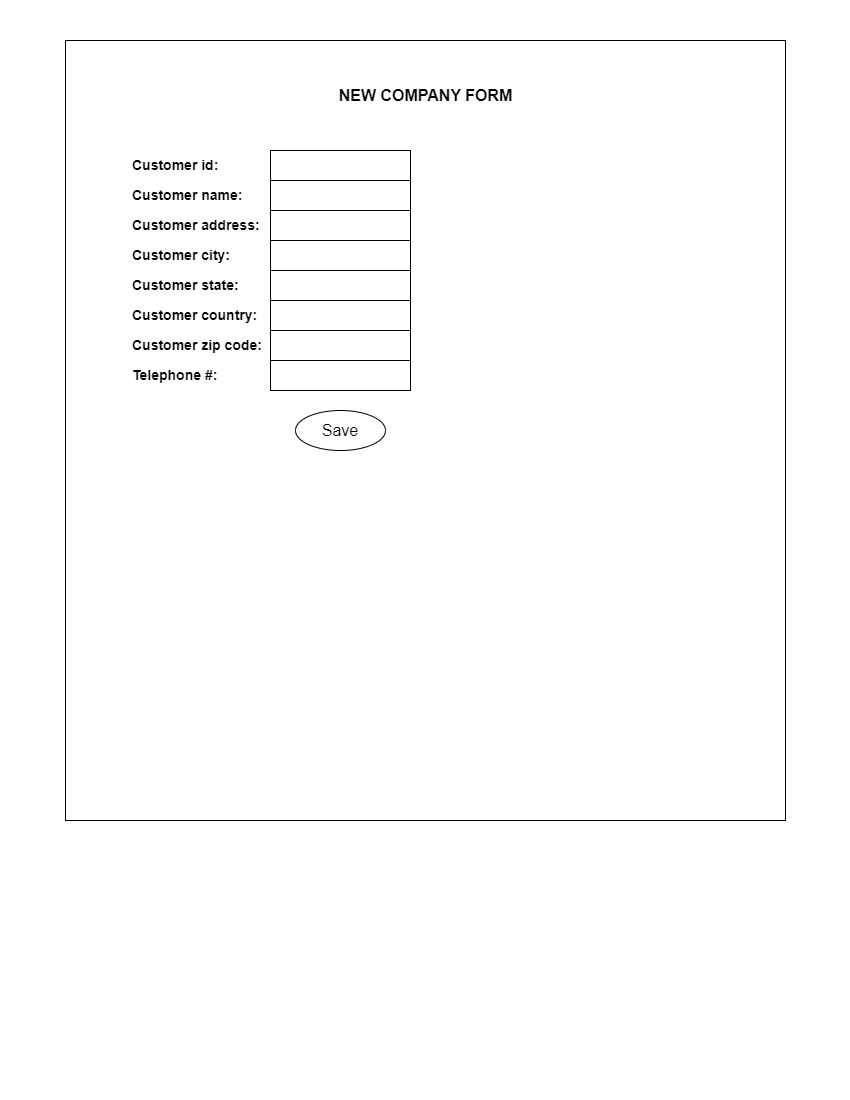 NEW COMPANY FORM
Customer id:
Customer name:
Customer address:
Customer city:
Customer state:
Customer country:
Customer zip code:
Telephone #:
Save